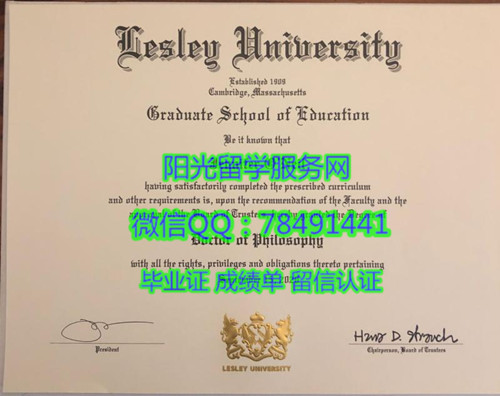 Lesley University
Established 1909
Cambridge, Massachusetts
Graduate School of Education
Be it known that
阳光留学服务网
having satisfactorily completed the prescribed curriculum
and other requirements is, upon the recommendation of the Faculty and the
微信QQ：78491441
Doctor of Philosophy
with all the rights, privileges and obligations thereto pertaining
毕业证 成绩单 留信认证
Hans D. Strauch
President
Chairperson, Board of Trustees
LESLEY UNIVERSITY